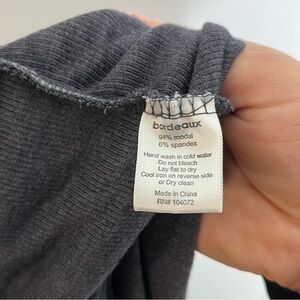 bordeaux
94% modal
6% spandex
Hand wash in cold water
Do not bleach
Lay flat to dry
Cool iron on reverse side
or Dry clean
Made in China
RN# 104072